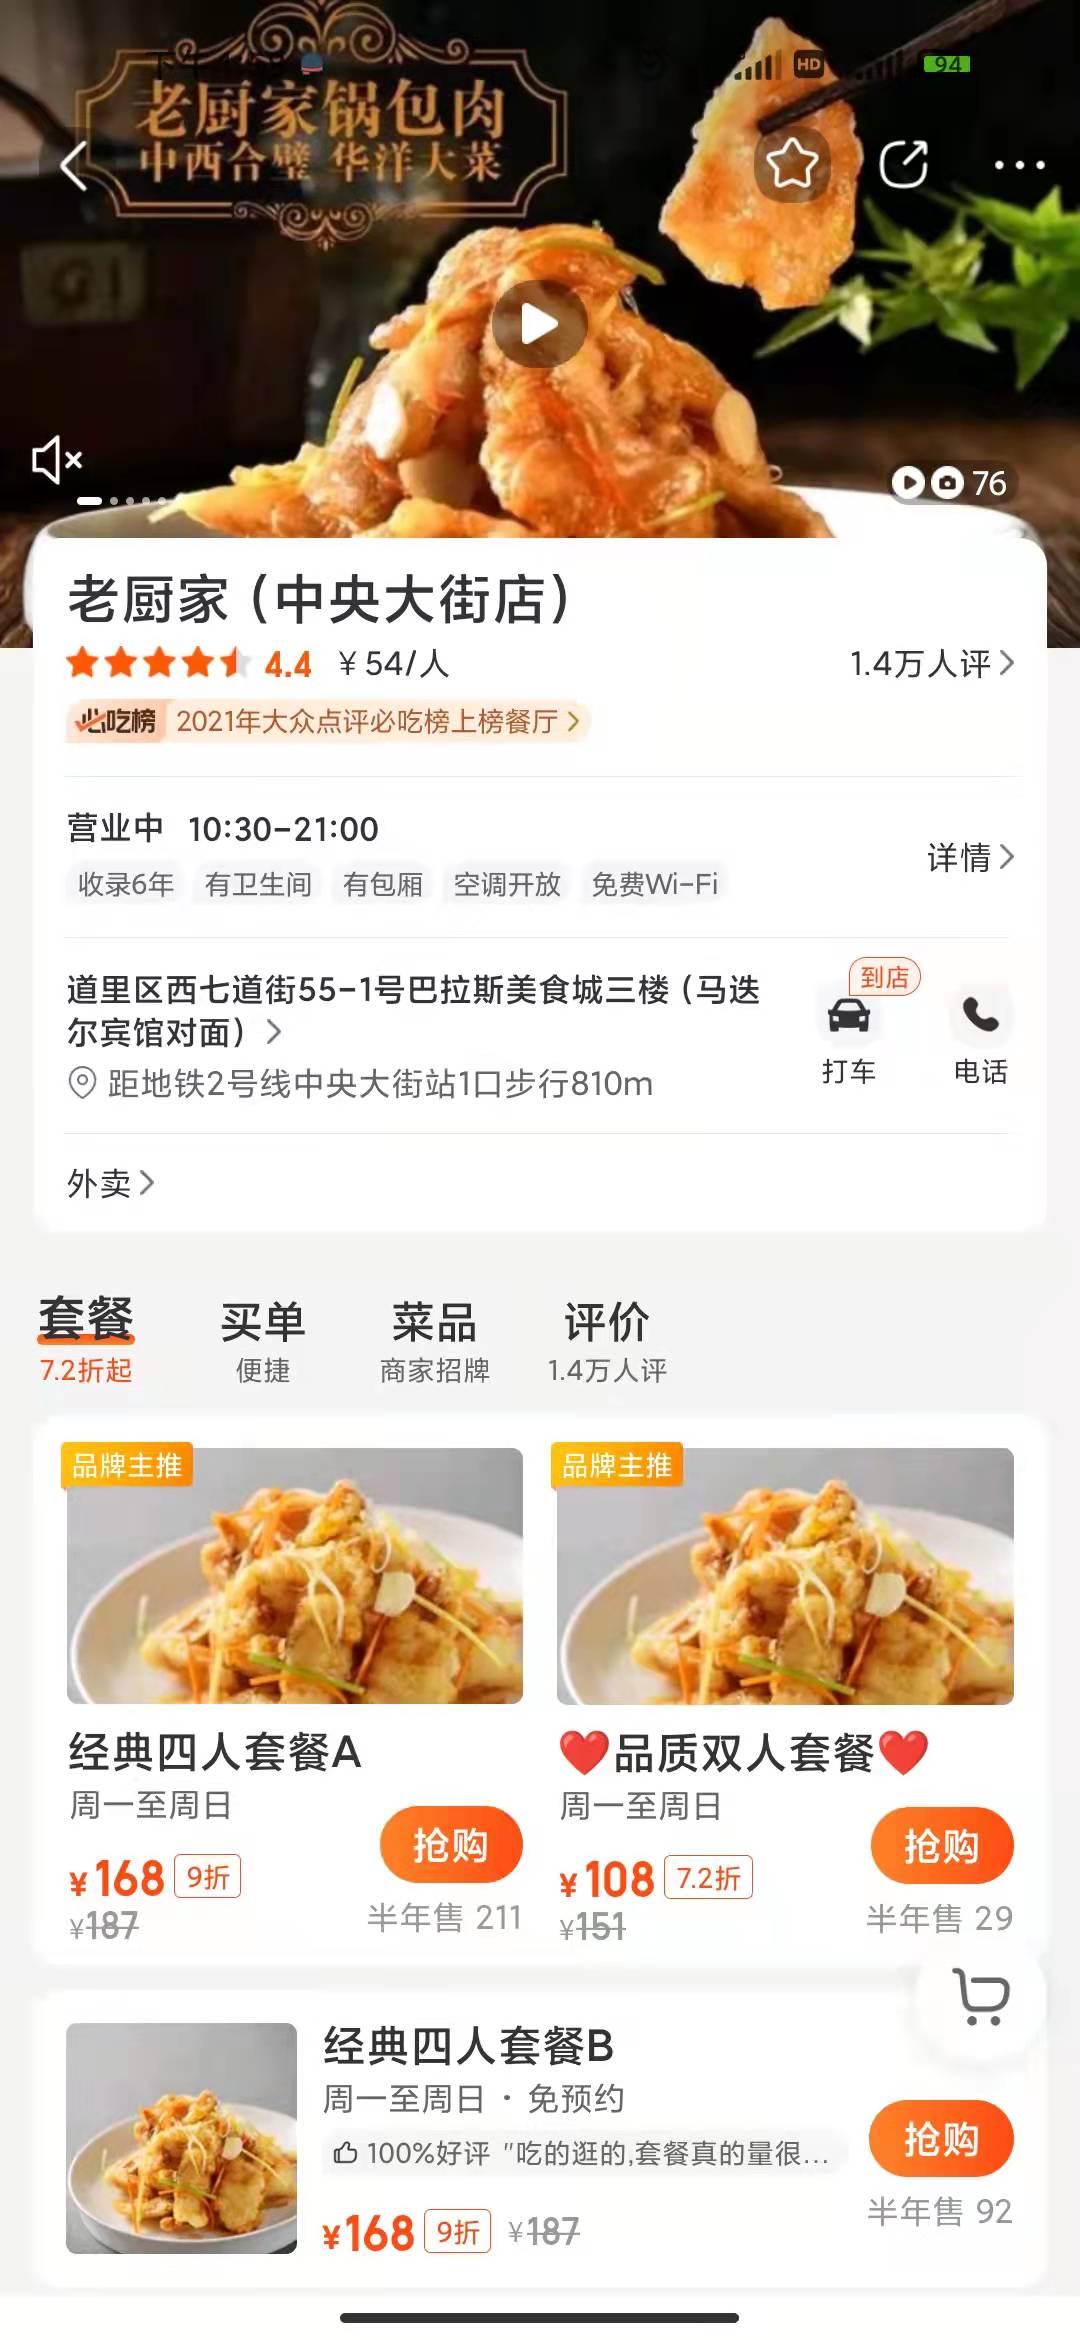 HD
94
老厨家锅包肉
中西合璧 华洋大菜
76
老厨家（中央大街店）
4.4 ￥54/人 1.4万人评
必吃榜 2021年大众点评必吃榜上榜餐厅
营业中 10:30-21:00
详情
收录6年 有卫生间 有包厢 空调开放 免费Wi-Fi
道里区西七道街55-1号巴拉斯美食城三楼（马迭
尔宾馆对面）
距地铁2号线中央大街站1口步行810m
到店
打车 电话
外卖
套餐 买单 菜品 评价
7.2折起 便捷 商家招牌 1.4万人评
品牌主推
经典四人套餐A
周一至周日
抢购
¥168 9折
¥187
半年售 211
品牌主推
❤️品质双人套餐❤️
周一至周日
抢购
¥108 7.2折
¥151
半年售 29
经典四人套餐B
周一至周日 · 免预约
100%好评 "吃的逛的,套餐真的量很...
抢购
¥168 9折 ¥187
半年售 92